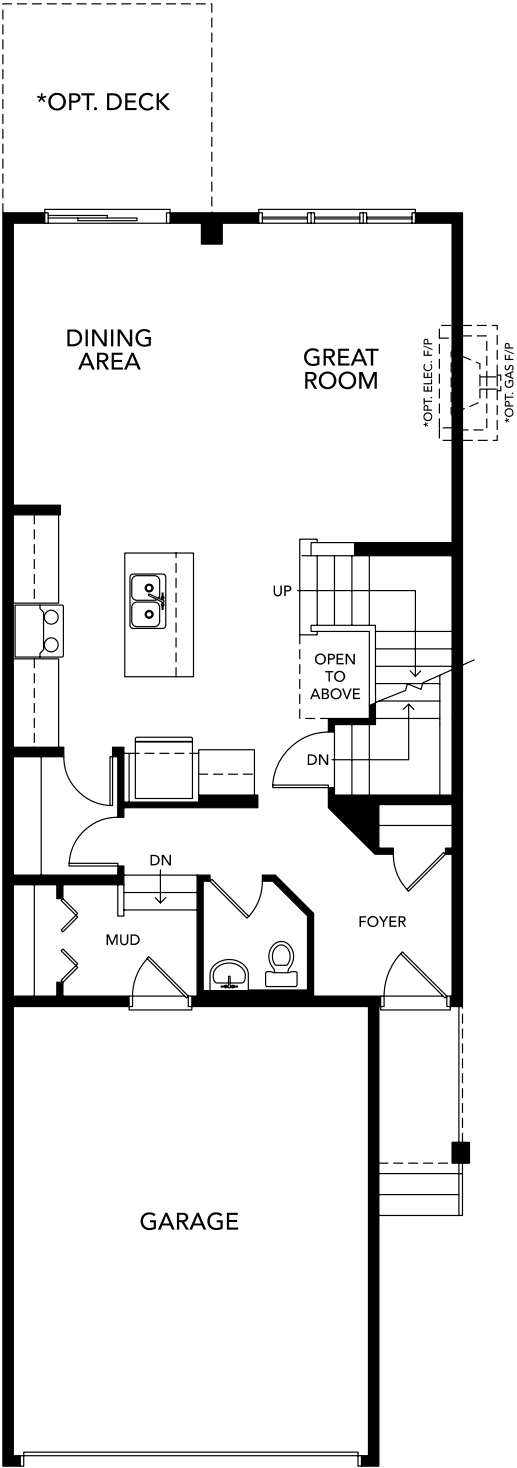 *OPT. DECK
DINING
AREA
GREAT
ROOM
*OPT. ELEC. F/P
*OPT. GAS F/P
UP
OPEN
TO
ABOVE
DN
DN
FOYER
MUD
GARAGE